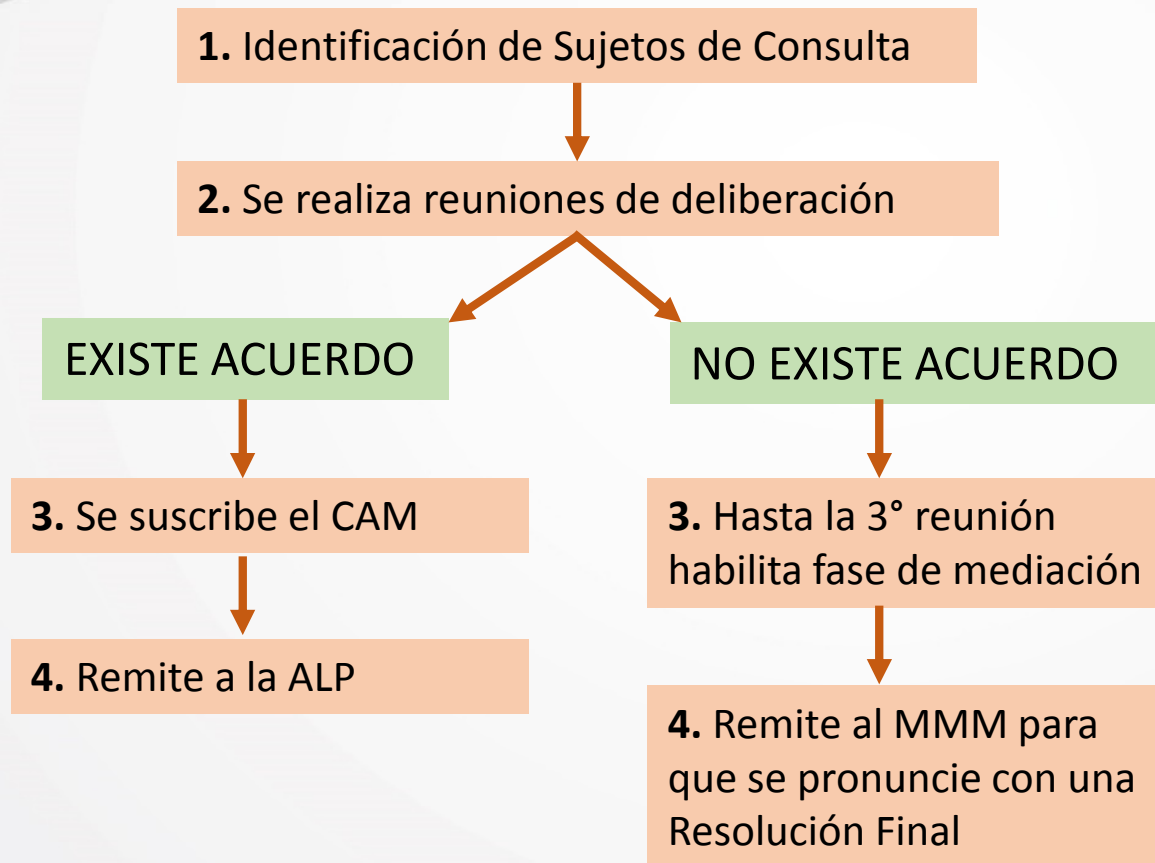 1. Identificación de Sujetos de Consulta
2. Se realiza reuniones de deliberación
EXISTE ACUERDO
3. Se suscribe el CAM
4. Remite a la ALP
NO EXISTE ACUERDO
3. Hasta la 3° reunión
habilita fase de mediación
4. Remite al MMM para
que se pronuncie con una
Resolución Final